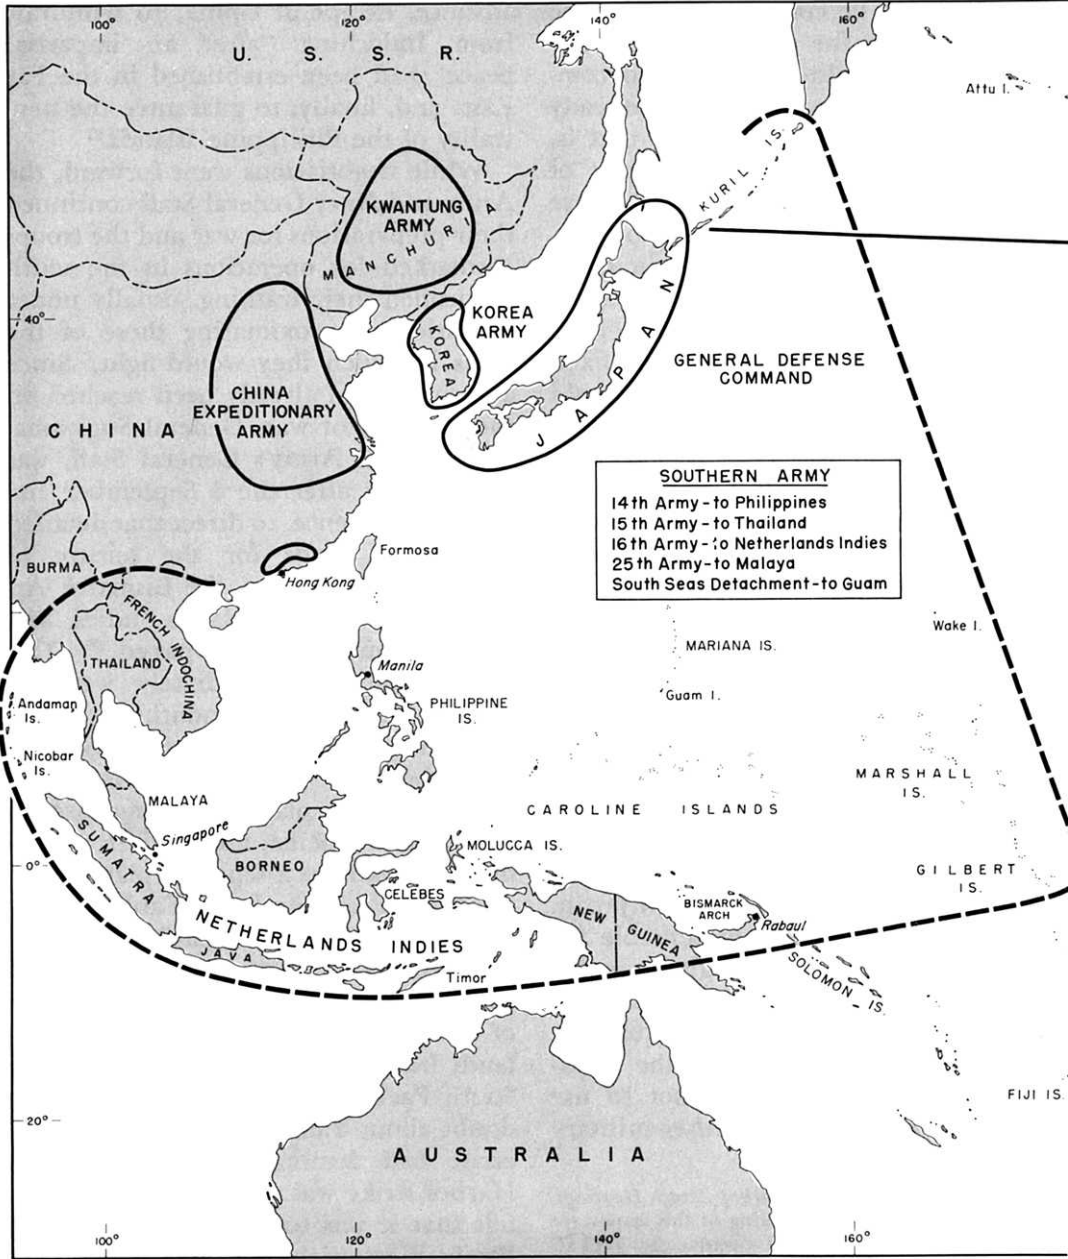 100°
120°
140°
160°
U. S. S. R.
Attu I.
KURIL IS.
KWANTUNG
ARMY
MANCHURIA
40°
KOREA
ARMY
KOREA
JAPAN
GENERAL DEFENSE
COMMAND
CHINA
EXPEDITIONARY
ARMY
CHINA
SOUTHERN ARMY
14th Army-to Philippines
15th Army-to Thailand
16th Army-to Netherlands Indies
25th Army-to Malaya
South Seas Detachment-to Guam
Formosa
BURMA
Hong Kong
FRENCH INDOCHINA
THAILAND
Wake I.
MARIANA IS.
Manila
Guam I.
Andaman
Is.
PHILIPPINE
IS.
Nicobar
Is.
MARSHALL
IS.
MALAYA
CAROLINE ISLANDS
Singapore
SUMATRA
MOLUCCA IS.
0°
BORNEO
GILBERT
IS.
CELEBES
BISMARCK
ARCH
NEW GUINEA
Rabaul
NETHERLANDS INDIES
JAVA
Timor
SOLOMON IS.
FIJI IS.
20°
AUSTRALIA
100°
120°
140°
160°